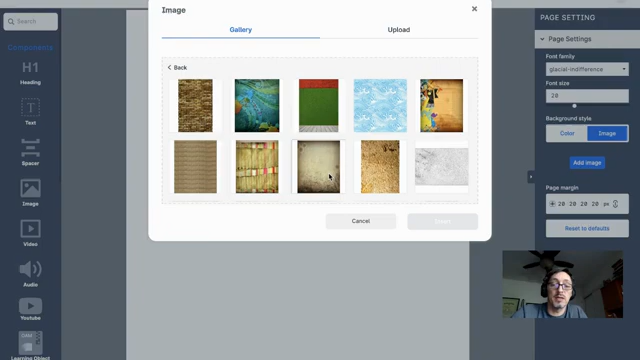 Image
Gallery
Upload
Back
Cancel
Search
Components
H1
Heading
Text
Spacer
Image
Video
Audio
Youtube
Learning Object
PAGE SETTING
Page Settings
Font family
glacial-indifference
Font size
20
Background style
Color
Image
Add image
Page margin
20 20 20 20 px
Reset to defaults